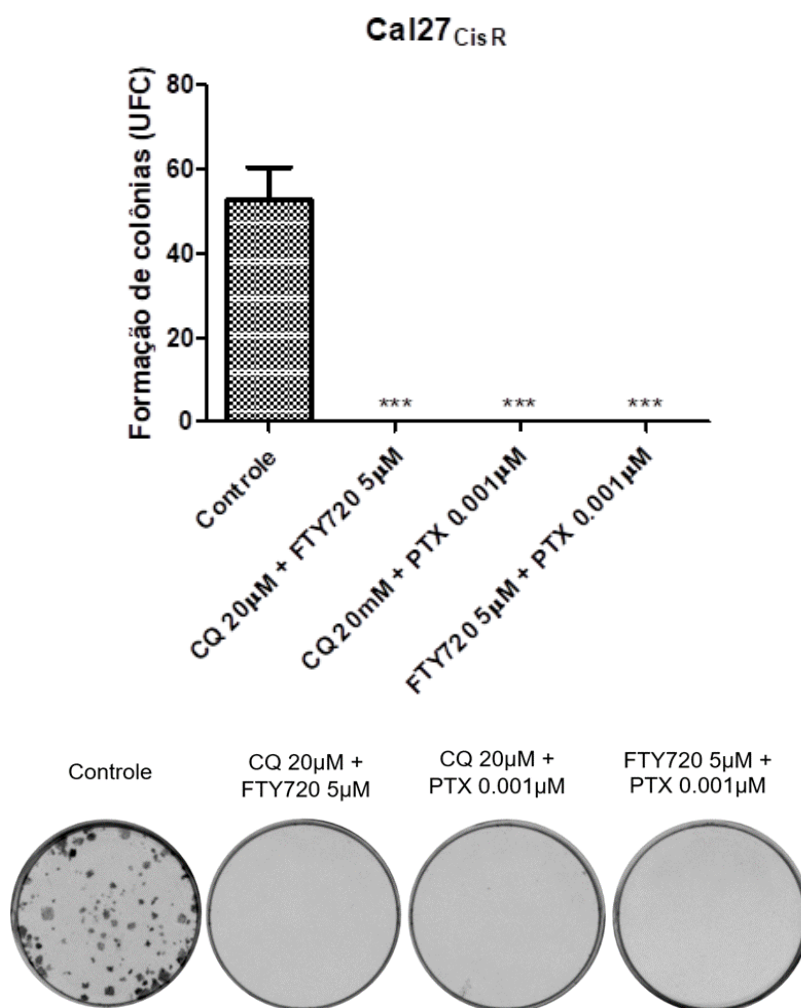 Cal27CisR
Formação de colônias (UFC)
80
60
40
20
0
***
***
***
Controle
CQ 20µM + FTY720 5µM
CQ 20mM + PTX 0.001µM
FTY720 5µM + PTX 0.001µM
Controle
CQ 20µM +
FTY720 5µM
CQ 20µM +
PTX 0.001µM
FTY720 5µM +
PTX 0.001µM